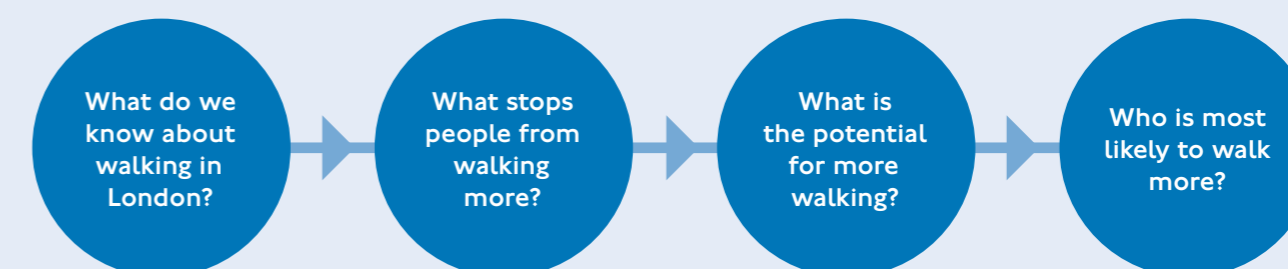 What do we
know about
walking in
London?
What stops
people from
walking
more?
What is
the potential
for more
walking?
Who is most
likely to walk
more?